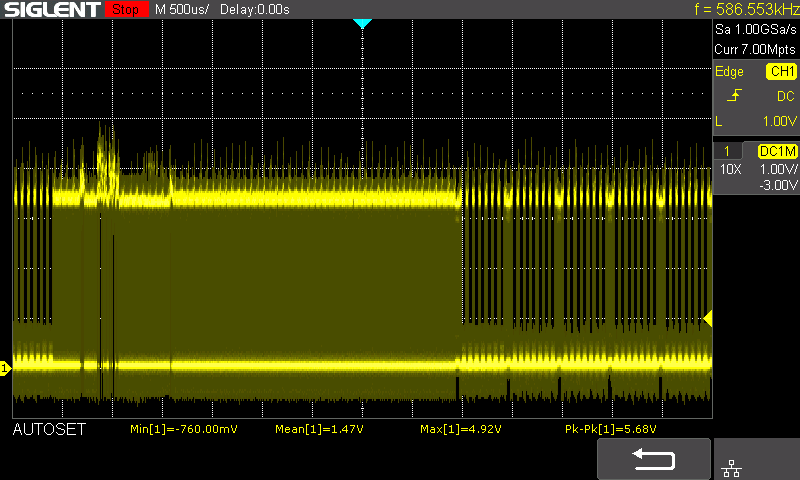 SIGLENT Stop M 500us/ Delay:0.00s f = 586.553kHz
Sa 1.00GSa/s
Curr 7.00Mpts
Edge CH1
DC
L 1.00V
1 DC1M
10X 1.00V/
-3.00V
1
AUTOSET Min[1]=-760.00mV Mean[1]=1.47V Max[1]=4.92V Pk-Pk[1]=5.68V